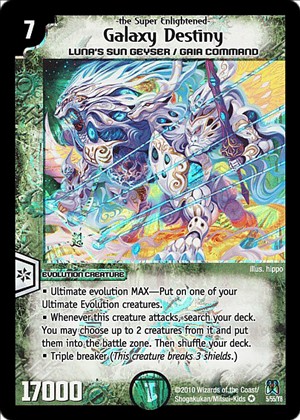 7
-the Super Enlightened-
Galaxy Destiny
LUNA'S SUN GEYSER / GAIA COMMAND
illus. hippo
EVOLUTION CREATURE
▪ Ultimate evolution MAX—Put on one of your
Ultimate Evolution creatures.
▪ Whenever this creature attacks, search your deck.
You may choose up to 2 creatures from it and put
them into the battle zone. Then shuffle your deck.
▪ Triple breaker (This creature breaks 3 shields.)
17000
©2010 Wizards of the Coast/
Shogakukan/Mitsui-Kids
5/55/Y9